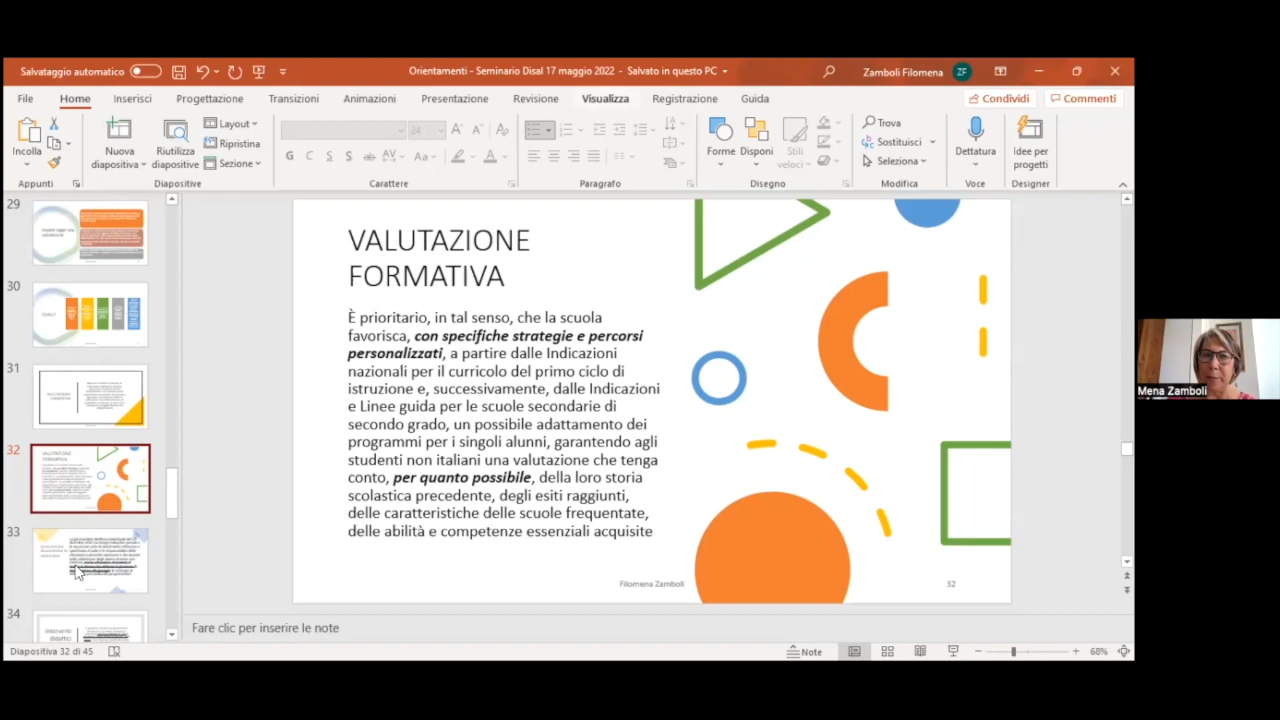 Salvataggio automatico
Orientamenti - Seminario Disal 17 maggio 2022 - Salvato in questo PC
Zamboli Filomena
ZF
File
Home
Inserisci
Progettazione
Transizioni
Animazioni
Presentazione
Revisione
Visualizza
Registrazione
Guida
Condividi
Commenti
Incolla
Nuova
diapositiva
Riutilizza
diapositive
Layout
Ripristina
Sezione
24
G C S S ab AV Aa A
Forme
Disponi
Stili
veloci
Trova
Sostituisci
Seleziona
Dettatura
Idee per
progetti
Appunti
Diapositive
Carattere
Paragrafo
Disegno
Modifica
Voce
Designer
29
30
31
32
33
34
VALUTAZIONE
FORMATIVA
È prioritario, in tal senso, che la scuola
favorisca, con specifiche strategie e percorsi
personalizzati, a partire dalle Indicazioni
nazionali per il curricolo del primo ciclo di
istruzione e, successivamente, dalle Indicazioni
e Linee guida per le scuole secondarie di
secondo grado, un possibile adattamento dei
programmi per i singoli alunni, garantendo agli
studenti non italiani una valutazione che tenga
conto, per quanto possibile, della loro storia
scolastica precedente, degli esiti raggiunti,
delle caratteristiche delle scuole frequentate,
delle abilità e competenze essenziali acquisite
Filomena Zamboli
32
Mena Zamboli
Intervento
didattici
Fare clic per inserire le note
Diapositiva 32 di 45
Note
68%